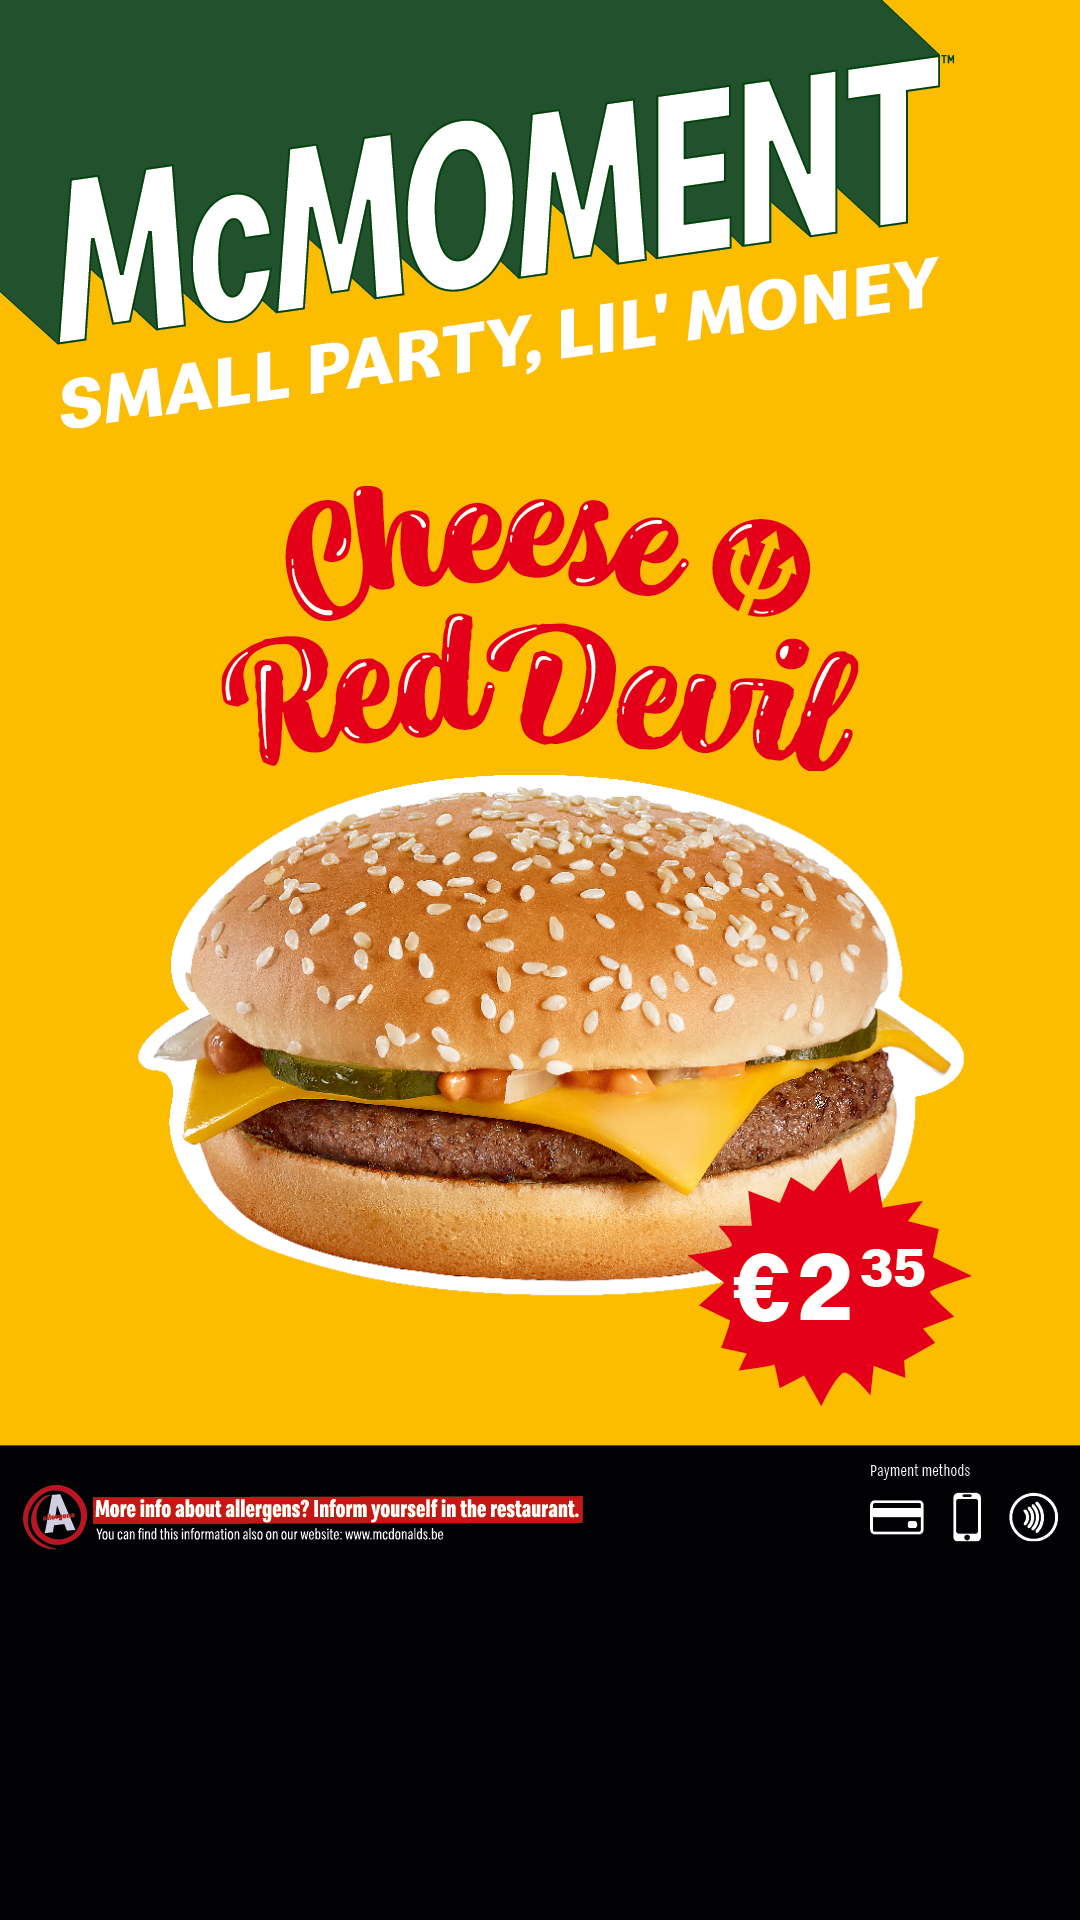 McMOMENT™
SMALL PARTY, LIL' MONEY
Cheese
Red Devil
€2 35
Payment methods
A
allergens
More info about allergens? Inform yourself in the restaurant.
You can find this information also on our website: www.mcdonalds.be